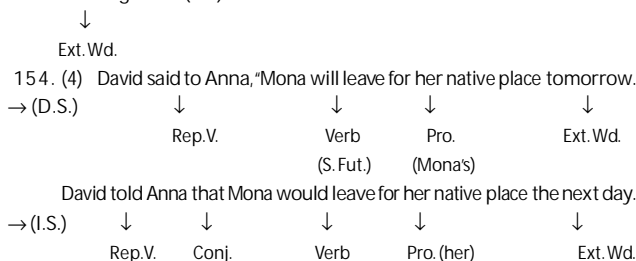 ↓
Ext.Wd.
154. (4) David said to Anna, "Mona will leave for her native place tomorrow.
→ (D.S.) ↓ ↓ ↓ ↓
Rep.V. Verb Pro. Ext.Wd.
(S.Fut.) (Mona's)
David told Anna that Mona would leave for her native place the next day.
→ (I.S.) ↓ ↓ ↓ ↓ ↓
Rep.V. Conj. Verb Pro. (her) Ext.Wd.